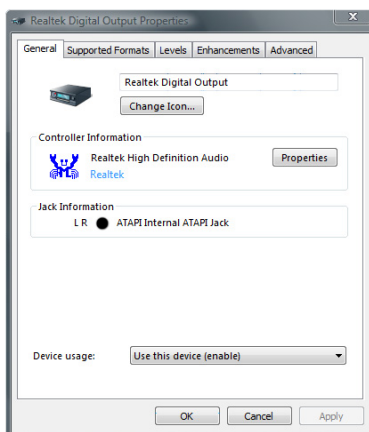 Realtek Digital Output Properties
General Supported Formats Levels Enhancements Advanced
Realtek Digital Output
Change Icon...
Controller Information
Realtek High Definition Audio Properties
Realtek
Jack Information
L R ATAPI Internal ATAPI Jack
Device usage: Use this device (enable)
OK Cancel Apply